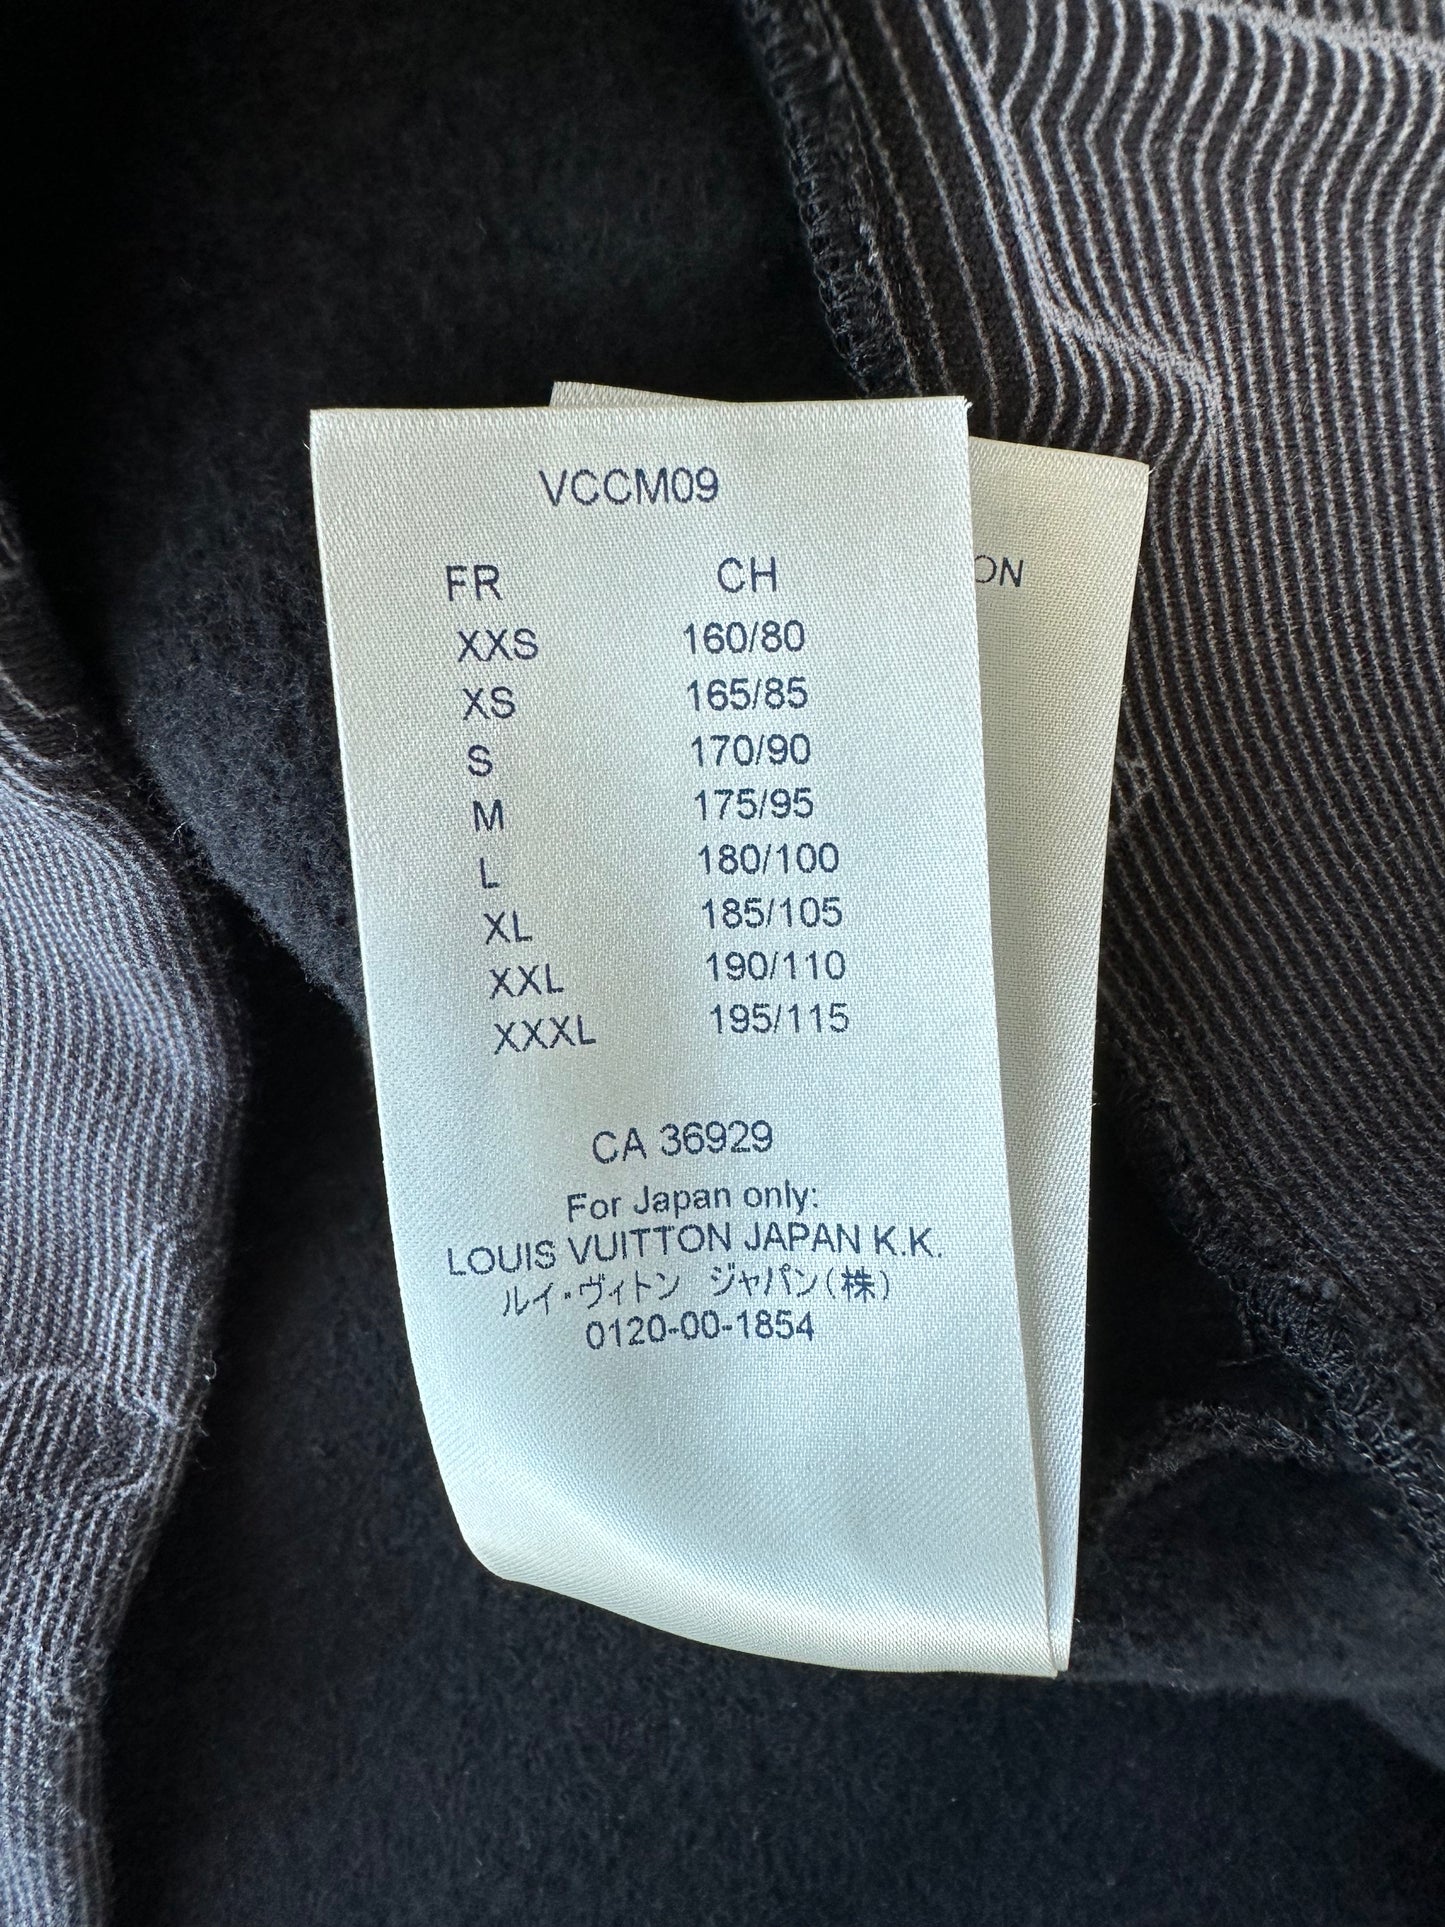 VCCM09
FR CH
XXS 160/80
XS 165/85
S 170/90
M 175/95
L 180/100
XL 185/105
XXL 190/110
XXXL 195/115
CA 36929
For Japan only:
LOUIS VUITTON JAPAN K.K.
ルイ・ヴィトン ジャパン(株)
0120-00-1854